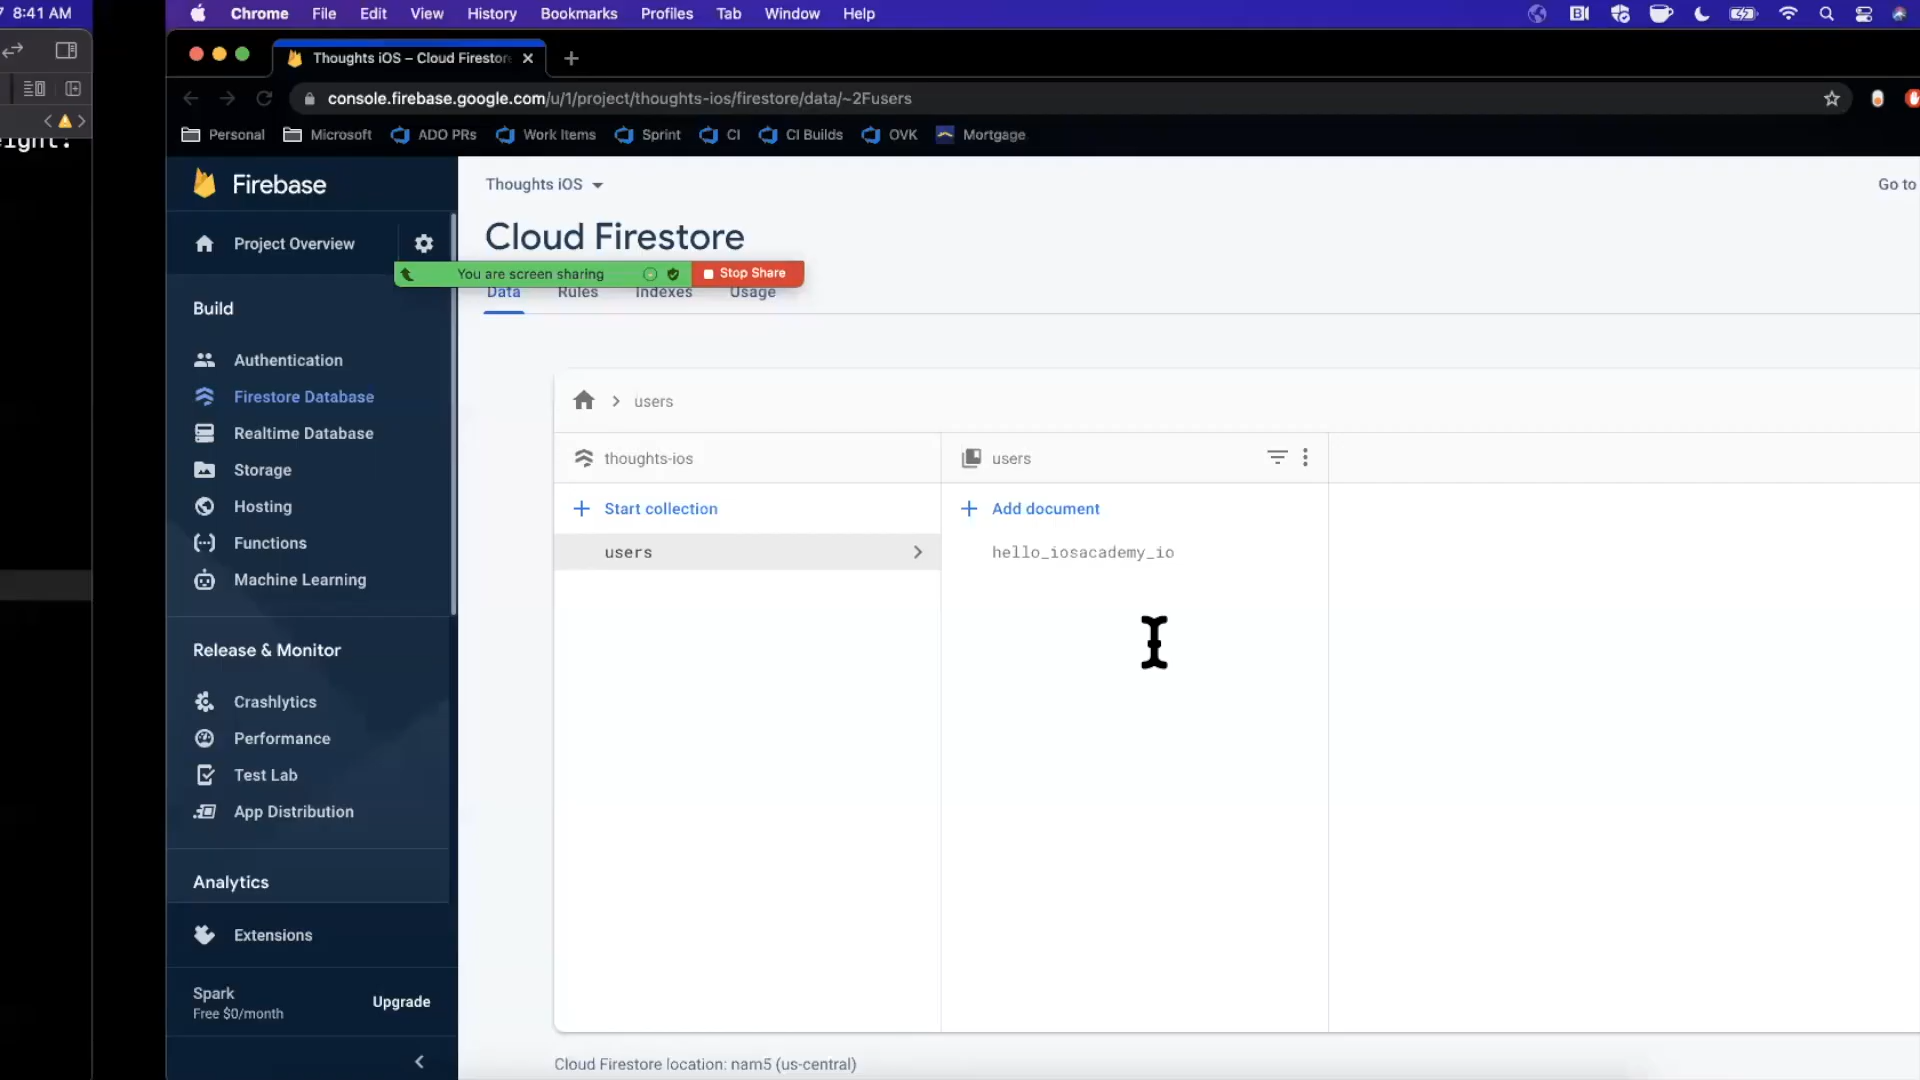 8:41 AM
Chrome File Edit View History Bookmarks Profiles Tab Window Help
Thoughts iOS – Cloud Firestore
console.firebase.google.com/u/1/project/thoughts-ios/firestore/data/~2Fusers
Personal Microsoft ADO PRs Work Items Sprint CI CI Builds OVK Mortgage
Firebase
Thoughts iOS
Go to
Project Overview
Cloud Firestore
You are screen sharing Stop Share
Data Rules Indexes Usage
Build
Authentication
Firestore Database
Realtime Database
Storage
Hosting
Functions
Machine Learning
Release & Monitor
Crashlytics
Performance
Test Lab
App Distribution
Analytics
Extensions
Spark
Free $0/month
Upgrade
users
thoughts-ios
users
Start collection
Add document
users
hello_iosacademy_io
Cloud Firestore location: nam5 (us-central)